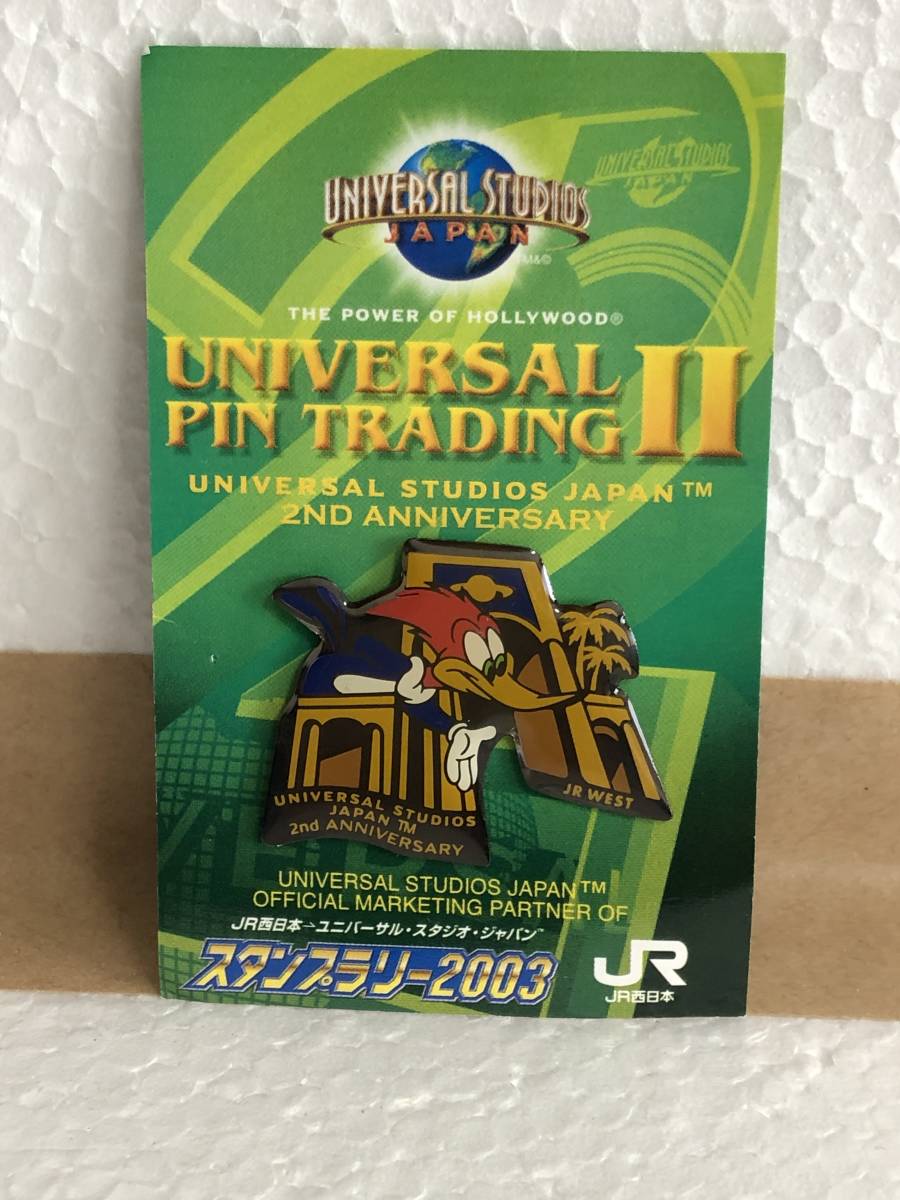 UNIVERSAL STUDIOS
JAPAN
UNIVERSAL STUDIOS
JAPAN
THE POWER OF HOLLYWOOD®
UNIVERSAL
PIN TRADING II
UNIVERSAL STUDIOS JAPAN™
2ND ANNIVERSARY
UNIVERSAL STUDIOS
JAPAN TM
2nd ANNIVERSARY
JR WEST
UNIVERSAL STUDIOS JAPAN™
OFFICIAL MARKETING PARTNER OF
JR西日本→ユニバーサル・スタジオ・ジャパン™
スタンプラリー2003
JR
JR西日本